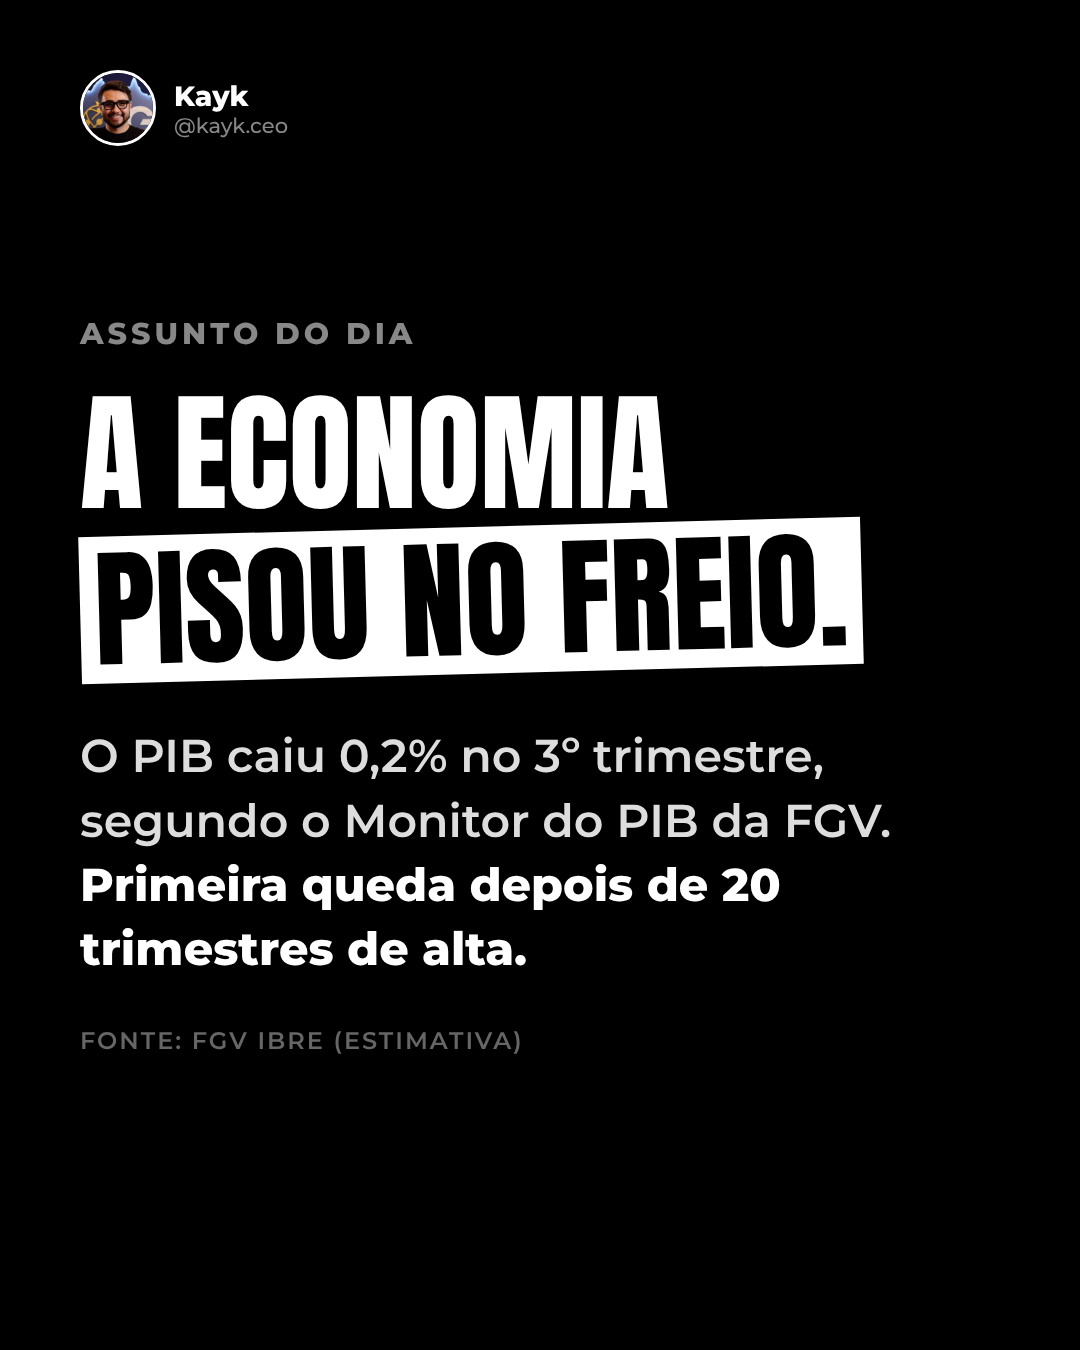 Kayk
@kayk.ceo
ASSUNTO DO DIA
A ECONOMIA
PISOU NO FREIO.
O PIB caiu 0,2% no 3º trimestre,
segundo o Monitor do PIB da FGV.
Primeira queda depois de 20
trimestres de alta.
FONTE: FGV IBRE (ESTIMATIVA)